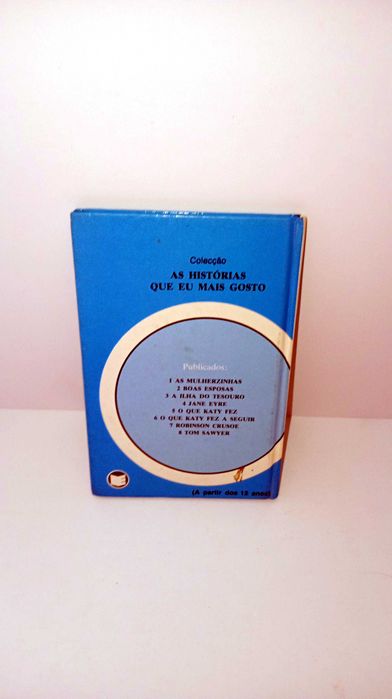 Colecção
AS HISTÓRIAS
QUE EU MAIS GOSTO
Publicados:
1 AS MULHERZINHAS
2 BOAS ESPOSAS
3 A ILHA DO TESOURO
4 JANE EYRE
5 O QUE KATY FEZ
6 O QUE KATY FEZ A SEGUIR
7 ROBINSON CRUSOE
8 TOM SAWYER
(A partir dos 12 anos)